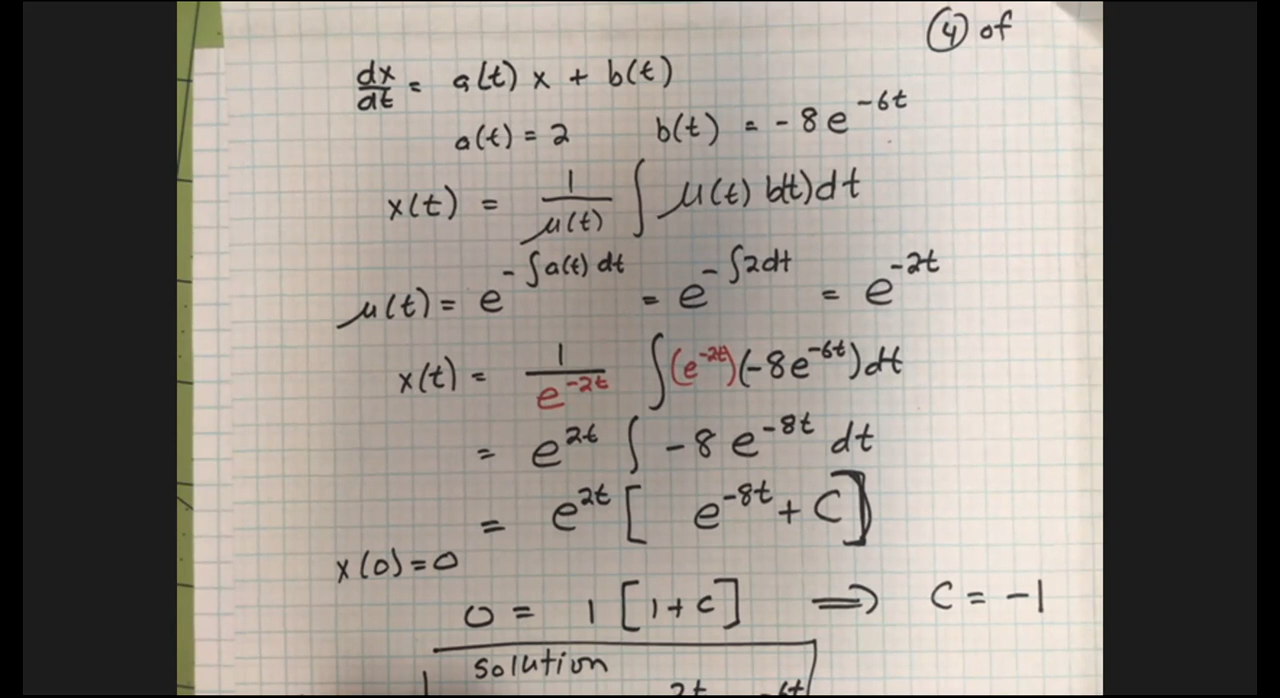 ④ of
dx/dt = a(t) x + b(t)
a(t) = 2 b(t) = -8e^{-6t}
x(t) = 1/μ(t) ∫ μ(t) b(t) dt
μ(t) = e^{-∫a(t) dt} = e^{-∫2dt} = e^{-2t}
x(t) = 1/e^{-2t} ∫(e^{-2t})(-8e^{-6t})dt
= e^{2t} ∫ -8 e^{-8t} dt
= e^{2t} [ e^{-8t} + C ]
x(0)=0
0 = 1 [1+c] ⟹ C = -1
solution